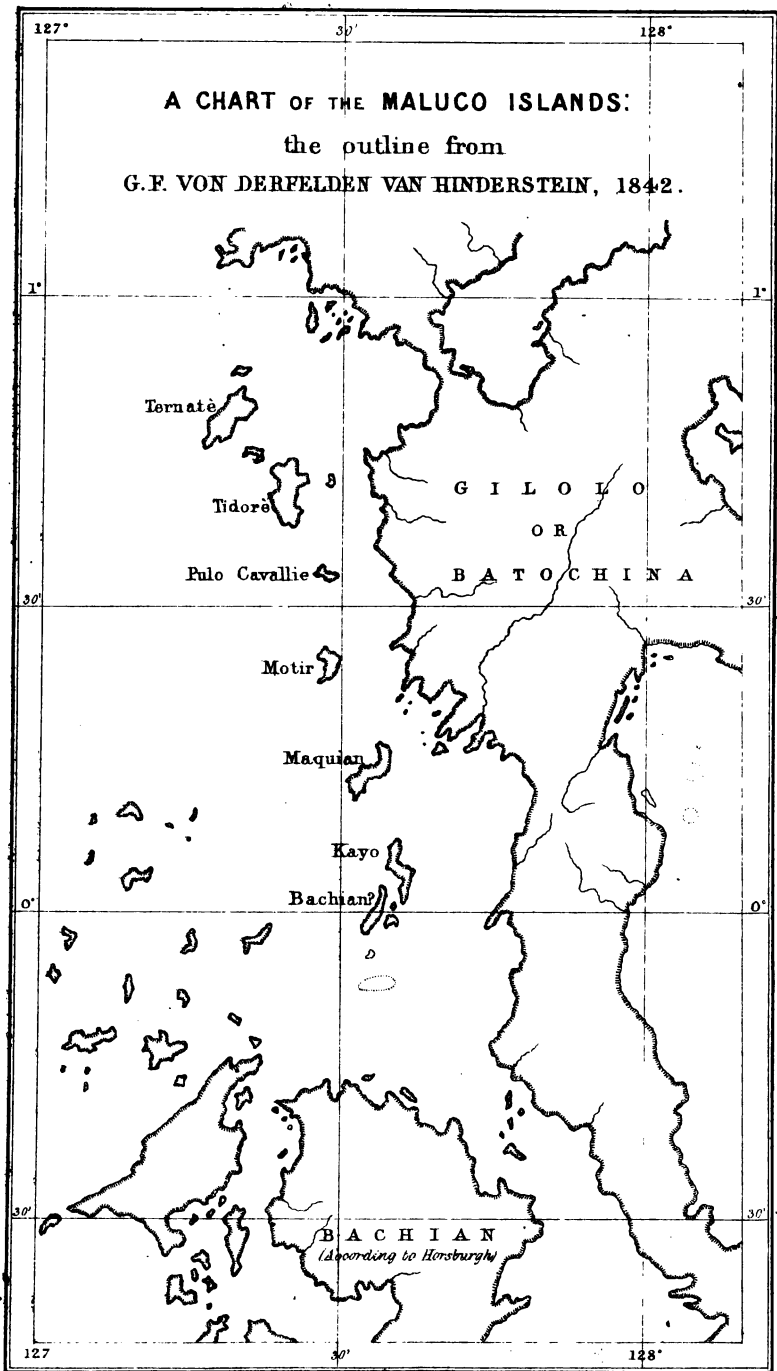 127° 30' 128°
A CHART OF THE MALUCO ISLANDS:
the outline from
G.F. VON DERFELDEN VAN HINDERSTEIN, 1842.
1° 1°
Ternatè
GILOLO
Tidorè
OR
Pulo Cavallie
BATOCHINA
30' 30'
Motir
Maquian
Kayo
Bachian?
0° 0°
30' 30'
BACHIAN
(According to Horsburgh)
127 30' 128°